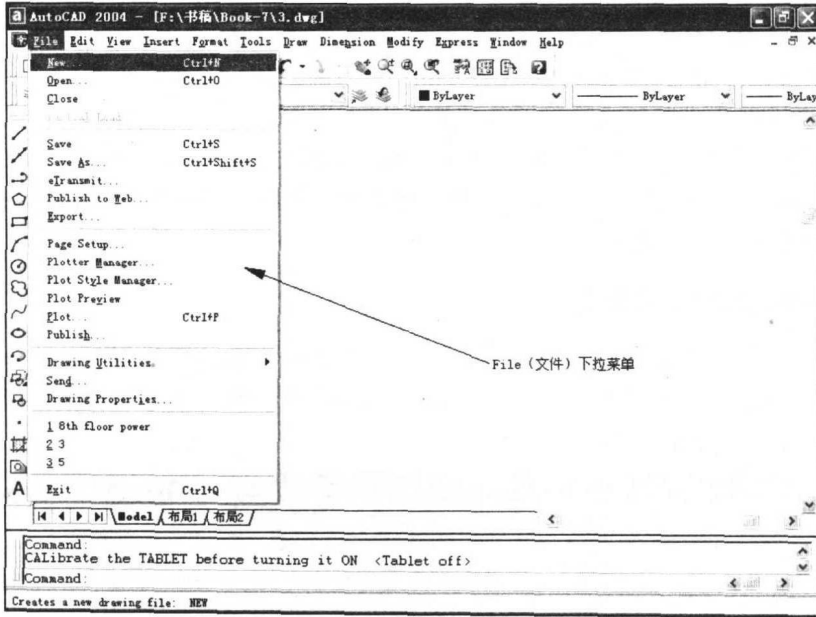 AutoCAD 2004 - [F:\书稿\Book-7\3.dwg]
File Edit View Insert Format Tools Draw Dimension Modify Express Window Help
New... Ctrl+N
Open... Ctrl+O
Close
ByLayer ByLayer ByLay
Save Ctrl+S
Save As... Ctrl+Shift+S
eTransmit...
Publish to Web...
Export...
Page Setup...
Plotter Manager...
Plot Style Manager...
Plot Preview
Plot... Ctrl+P
Publish...
Drawing Utilities
File（文件）下拉菜单
Send...
Drawing Properties...
1 8th floor power
2 3
3 5
Exit Ctrl+Q
A
Model 布局1 布局2
Command:
CALibrate the TABLET before turning it ON <Tablet off>
Command:
Creates a new drawing file: NEW